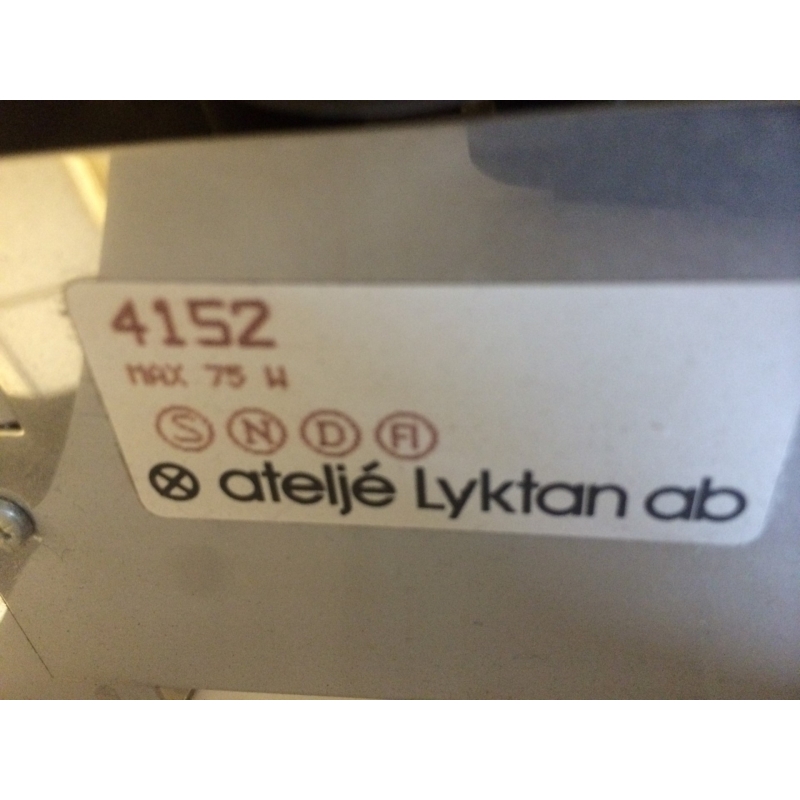 4152
MAX 75 W
S N D FI
ateljé Lyktan ab